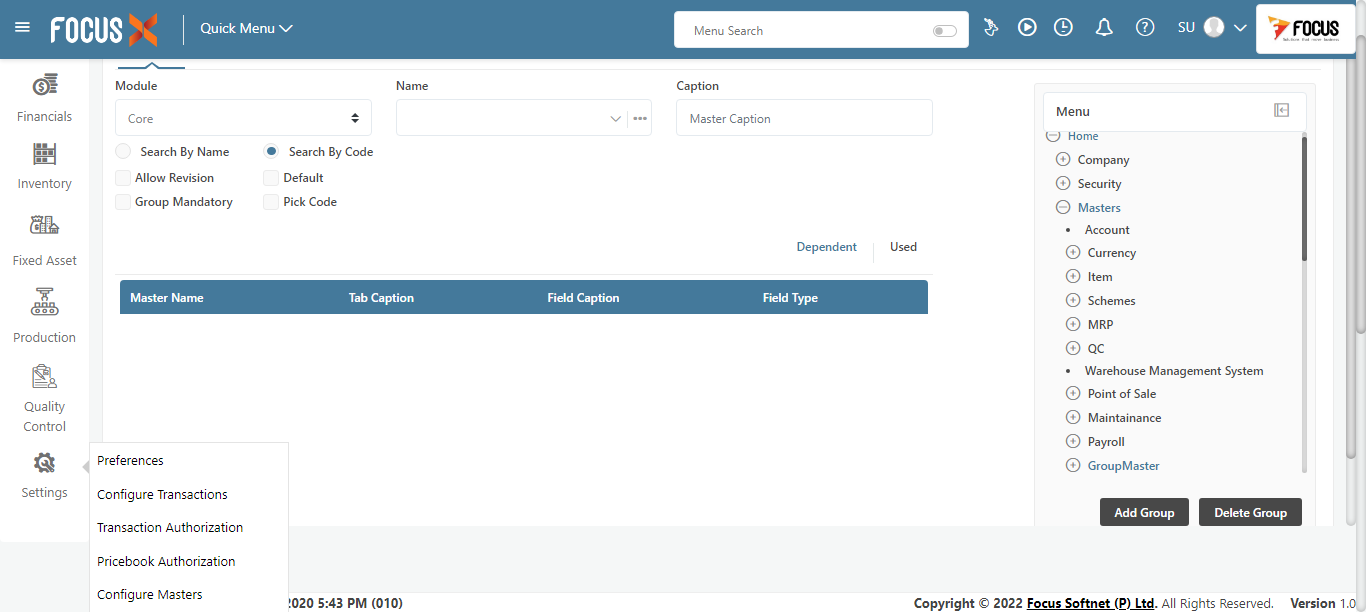 FOCUS X
Quick Menu
Menu Search
SU
FOCUS
Financials
Inventory
Fixed Asset
Production
Quality
Control
Settings
Module
Name
Caption
Core
Master Caption
Search By Name
Search By Code
Allow Revision
Default
Group Mandatory
Pick Code
Dependent
Used
Master Name
Tab Caption
Field Caption
Field Type
Menu
Home
Company
Security
Masters
Account
Currency
Item
Schemes
MRP
QC
Warehouse Management System
Point of Sale
Maintainance
Payroll
GroupMaster
Add Group
Delete Group
Preferences
Configure Transactions
Transaction Authorization
Pricebook Authorization
Configure Masters
2020 5:43 PM (010)
Copyright © 2022 Focus Softnet (P) Ltd. All Rights Reserved.
Version 1.0